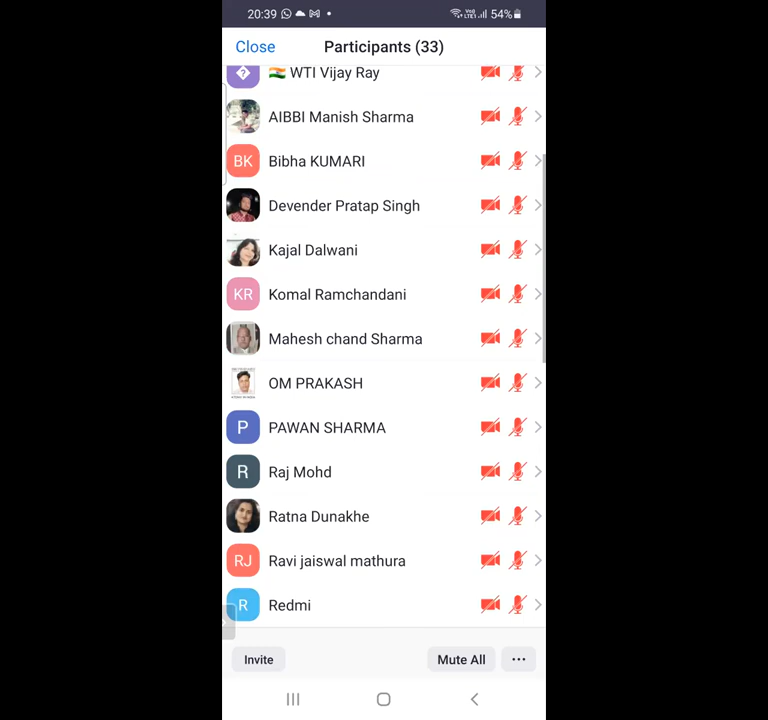 20:39 54%
Close Participants (33)
🇮🇳 WTI Vijay Ray
AIBBI Manish Sharma
BK Bibha KUMARI
Devender Pratap Singh
Kajal Dalwani
KR Komal Ramchandani
Mahesh chand Sharma
OM PRAKASH
P PAWAN SHARMA
R Raj Mohd
Ratna Dunakhe
RJ Ravi jaiswal mathura
R Redmi
Invite Mute All ...